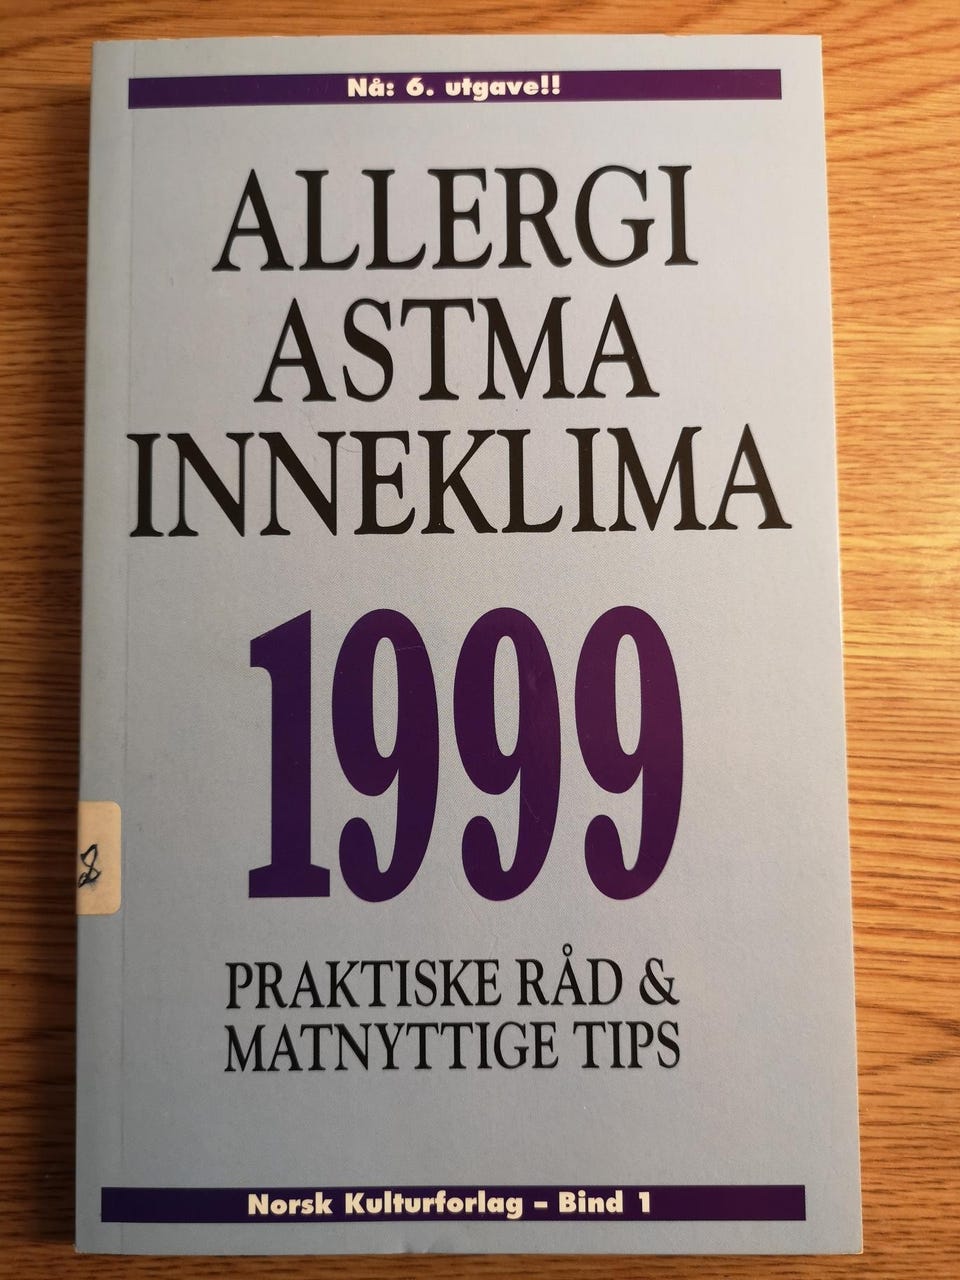 Nå: 6. utgave!!
ALLERGI
ASTMA
INNEKLIMA
1999
PRAKTISKE RÅD &
MATNYTTIGE TIPS
Norsk Kulturforlag – Bind 1